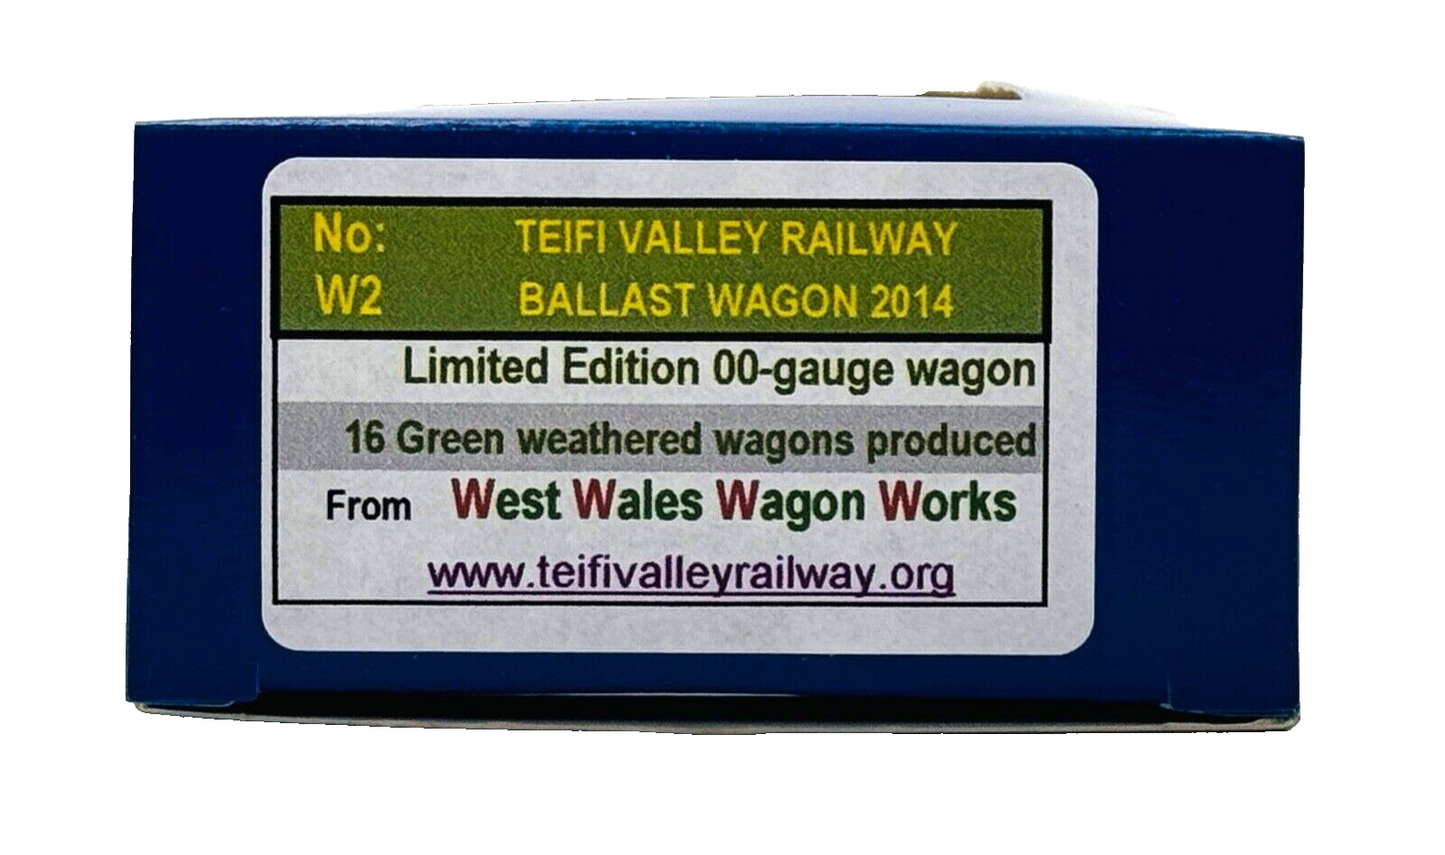 No:
W2
TEIFI VALLEY RAILWAY
BALLAST WAGON 2014
Limited Edition 00-gauge wagon
16 Green weathered wagons produced
From West Wales Wagon Works
www.teifivalleyrailway.org